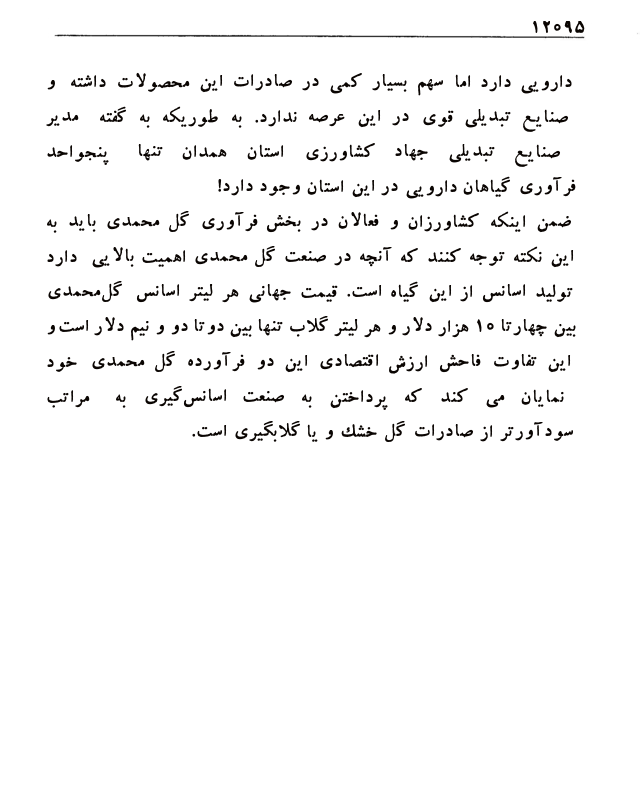 ۱۲۰۹۵
دارویی دارد اما سهم بسیار کمی در صادرات این محصولات داشته و
صنایع تبدیلی قوی در این عرصه ندارد. به طوریکه به گفته مدیر
صنایع تبدیلی جهاد کشاورزی استان همدان تنها پنجواحد
فرآوری گیاهان دارویی در این استان وجود دارد!
ضمن اینکه کشاورزان و فعالان در بخش فرآوری گل محمدی باید به
این نکته توجه کنند که آنچه در صنعت گل محمدی اهمیت بالایی دارد
تولید اسانس از این گیاه است. قیمت جهانی هر لیتر اسانس گل‌محمدی
بین چهارتا ۱۰ هزار دلار و هر لیتر گلاب تنها بین دوتا دو و نیم دلار است و
این تفاوت فاحش ارزش اقتصادی این دو فرآورده گل محمدی خود
نمایان می کند که پرداختن به صنعت اسانس‌گیری به مراتب
سودآورتر از صادرات گل خشك و یا گلابگیری است.